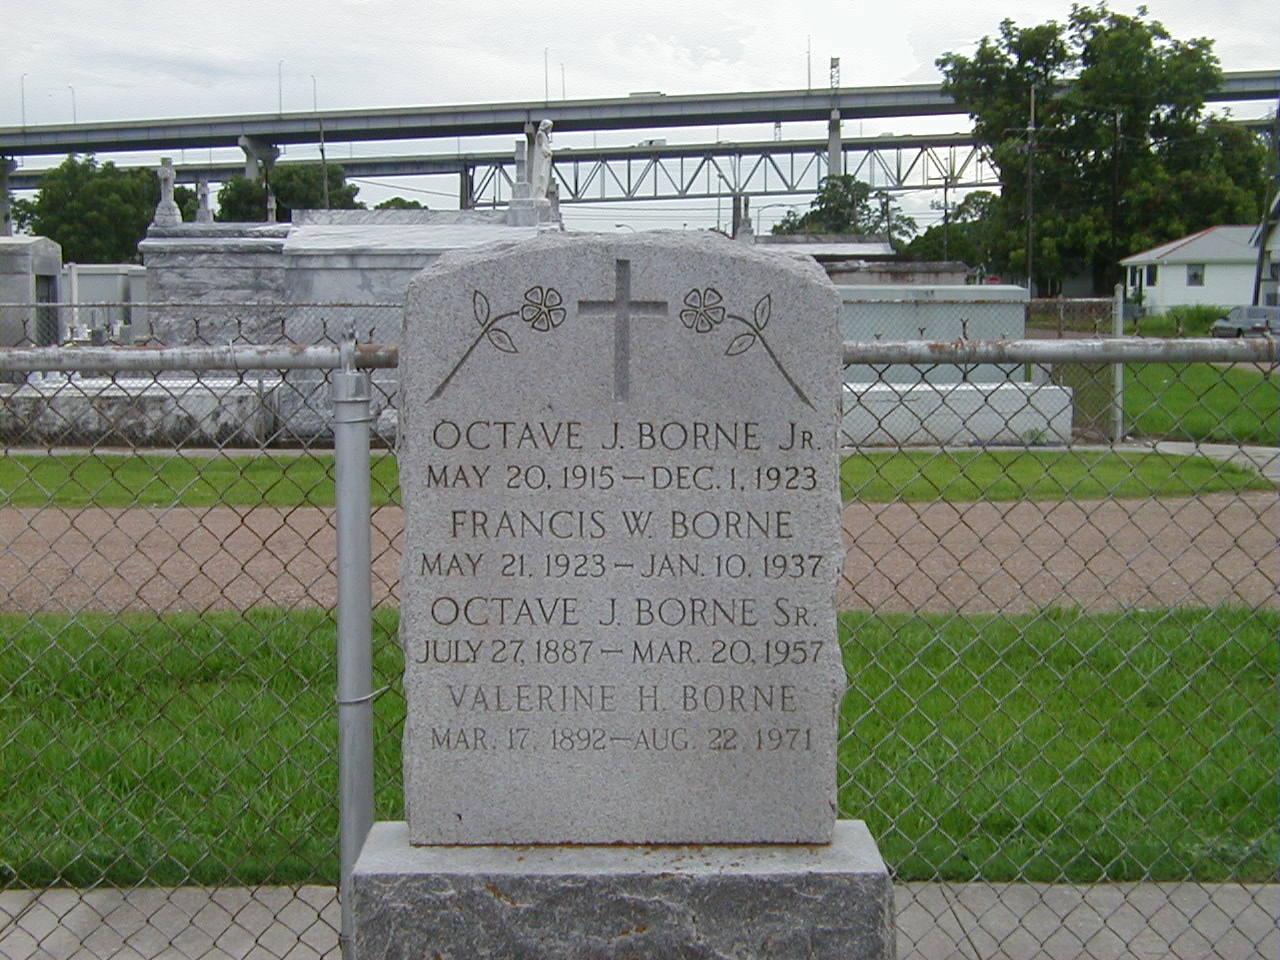 OCTAVE J. BORNE JR.
MAY 20, 1915—DEC. 1, 1923
FRANCIS W. BORNE
MAY 21, 1923—JAN. 10, 1937
OCTAVE J. BORNE SR.
JULY 27, 1887—MAR. 20, 1957
VALERINE H. BORNE
MAR. 17, 1892—AUG. 22, 1971